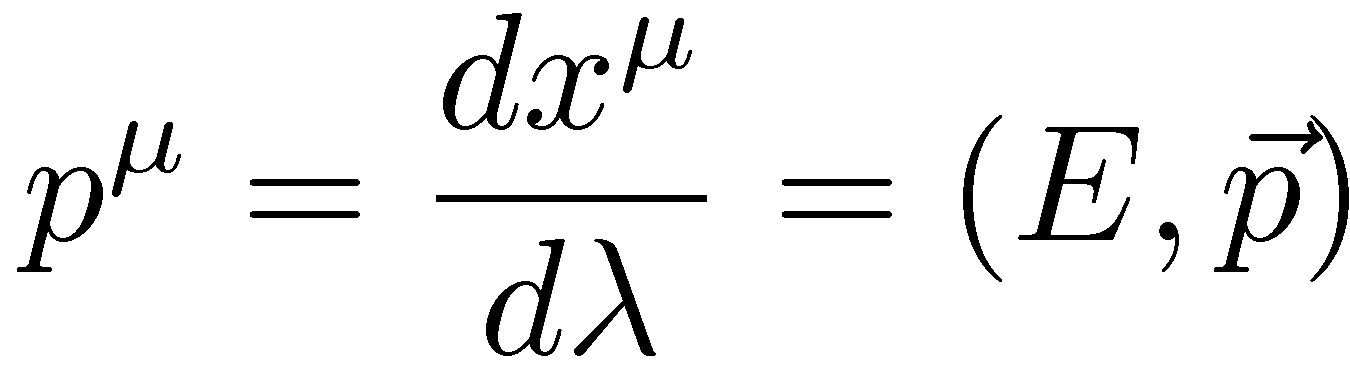 p^μ = dx^μ/dλ = (E, p⃗)